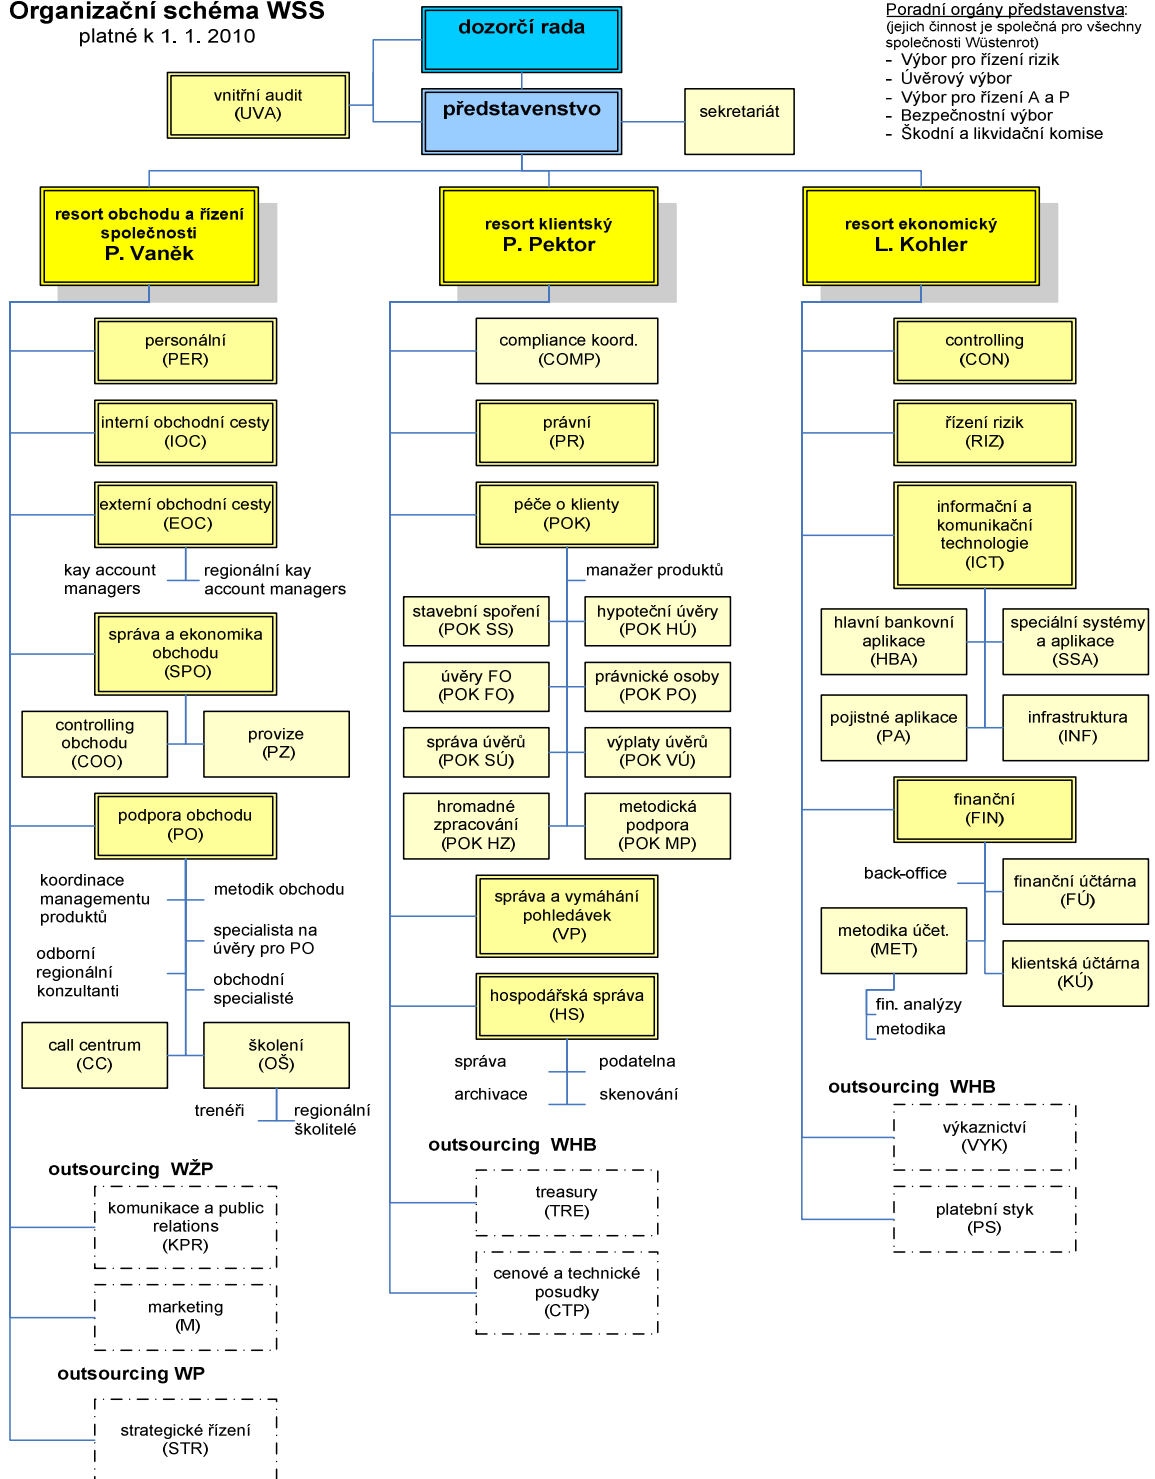 Organizační schéma WSS
platné k 1. 1. 2010
dozorčí rada
Poradní orgány představenstva:
(jejich činnost je společná pro všechny
společnosti Wüstenrot)
- Výbor pro řízení rizik
- Úvěrový výbor
- Výbor pro řízení A a P
- Bezpečnostní výbor
- Škodní a likvidační komise
vnitřní audit
(UVA)
představenstvo
sekretariát
resort obchodu a řízení
společnosti
P. Vaněk
resort klientský
P. Pektor
resort ekonomický
L. Kohler
personální
(PER)
interní obchodní cesty
(IOC)
externí obchodní cesty
(EOC)
kay account
managers
regionální kay
account managers
správa a ekonomika
obchodu
(SPO)
controlling
obchodu
(COO)
provize
(PZ)
podpora obchodu
(PO)
koordinace
managementu
produktů
metodik obchodu
specialista na
úvěry pro PO
odborní
regionální
konzultanti
obchodní
specialisté
call centrum
(CC)
školení
(OŠ)
trenéři
regionální
školitelé
outsourcing WŽP
komunikace a public
relations
(KPR)
marketing
(M)
outsourcing WP
strategické řízení
(STR)
compliance koord.
(COMP)
právní
(PR)
péče o klienty
(POK)
manažer produktů
stavební spoření
(POK SS)
hypoteční úvěry
(POK HÚ)
úvěry FO
(POK FO)
právnické osoby
(POK PO)
správa úvěrů
(POK SÚ)
výplaty úvěrů
(POK VÚ)
hromadné
zpracování
(POK HZ)
metodická
podpora
(POK MP)
správa a vymáhání
pohledávek
(VP)
hospodářská správa
(HS)
správa
podatelna
archivace
skenování
outsourcing WHB
treasury
(TRE)
cenové a technické
posudky
(CTP)
controlling
(CON)
řízení rizik
(RIZ)
informační a
komunikační
technologie
(ICT)
hlavní bankovní
aplikace
(HBA)
speciální systémy
a aplikace
(SSA)
pojistné aplikace
(PA)
infrastruktura
(INF)
finanční
(FIN)
back-office
finanční účtárna
(FÚ)
metodika účet.
(MET)
klientská účtárna
(KÚ)
fin. analýzy
metodika
outsourcing WHB
výkaznictví
(VYK)
platební styk
(PS)